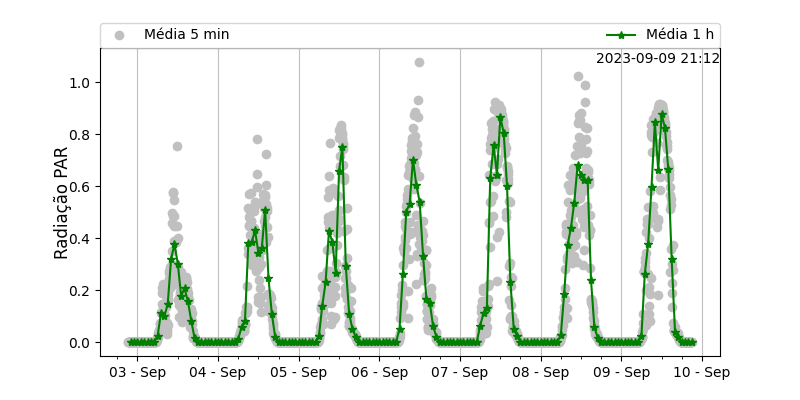 Média 5 min
Média 1 h
2023-09-09 21:12
Radiação PAR
1.0
0.8
0.6
0.4
0.2
0.0
03 - Sep
04 - Sep
05 - Sep
06 - Sep
07 - Sep
08 - Sep
09 - Sep
10 - Sep